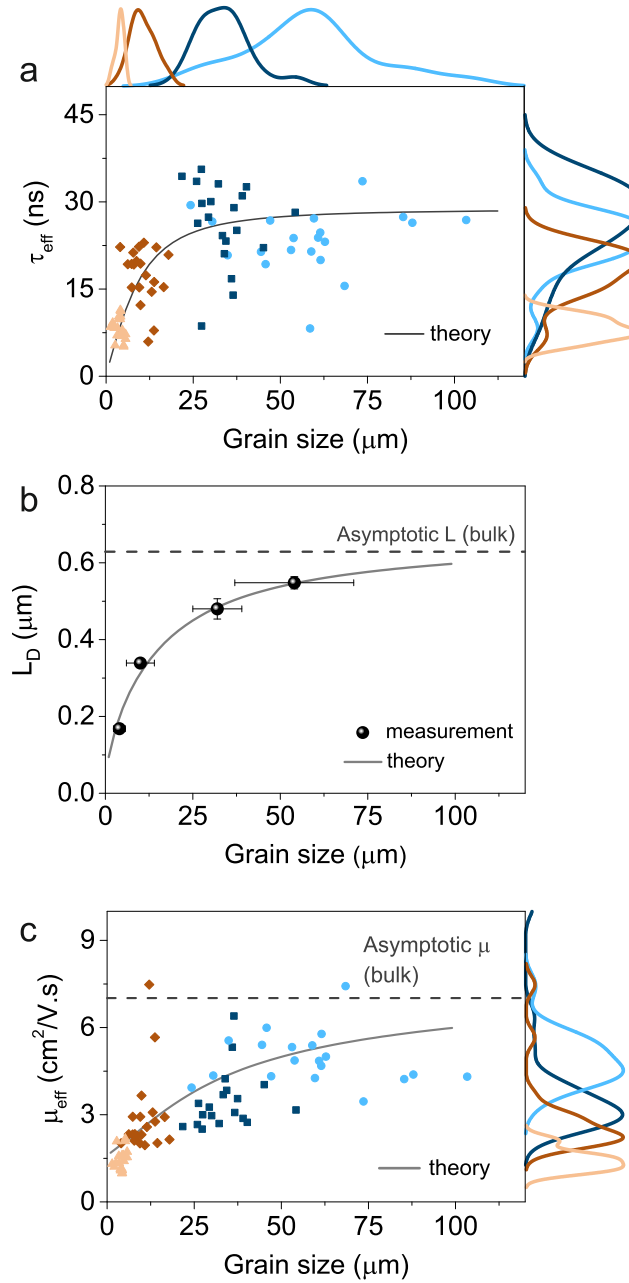 a
45
30
15
0
τeff (ns)
theory
0 25 50 75 100
Grain size (μm)
b
0.8
0.6
0.4
0.2
0.0
LD (μm)
Asymptotic L (bulk)
measurement
theory
0 25 50 75 100
Grain size (μm)
c
9
6
3
0
μeff (cm²/V.s)
Asymptotic μ
(bulk)
theory
0 25 50 75 100
Grain size (μm)